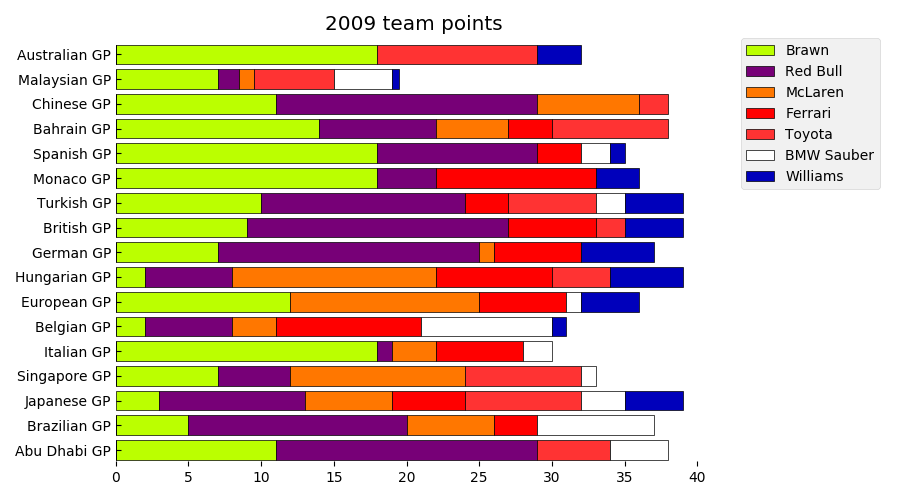 2009 team points
Australian GP
Malaysian GP
Chinese GP
Bahrain GP
Spanish GP
Monaco GP
Turkish GP
British GP
German GP
Hungarian GP
European GP
Belgian GP
Italian GP
Singapore GP
Japanese GP
Brazilian GP
Abu Dhabi GP
0 5 10 15 20 25 30 35 40
Brawn
Red Bull
McLaren
Ferrari
Toyota
BMW Sauber
Williams